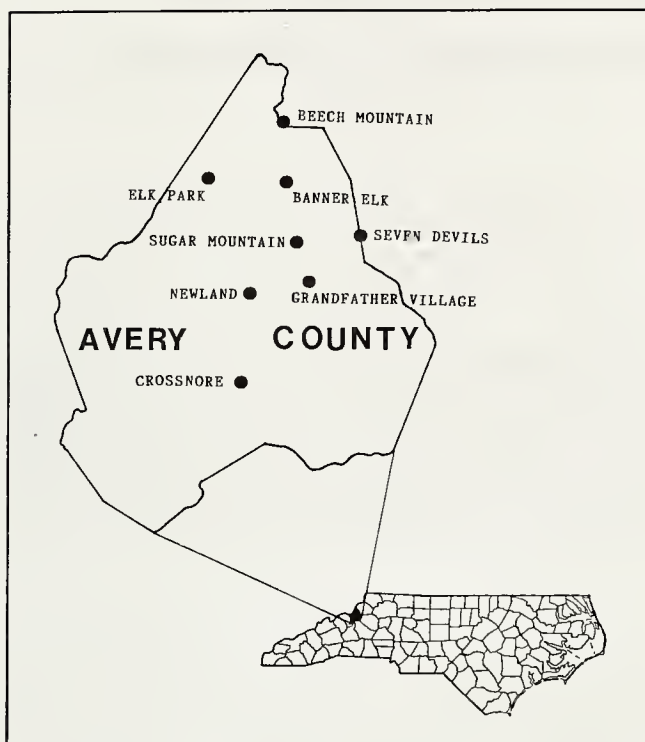 BEECH MOUNTAIN
ELK PARK
BANNER ELK
SUGAR MOUNTAIN
SEVEN DEVILS
NEWLAND
GRANDFATHER VILLAGE
AVERY COUNTY
CROSSNORE